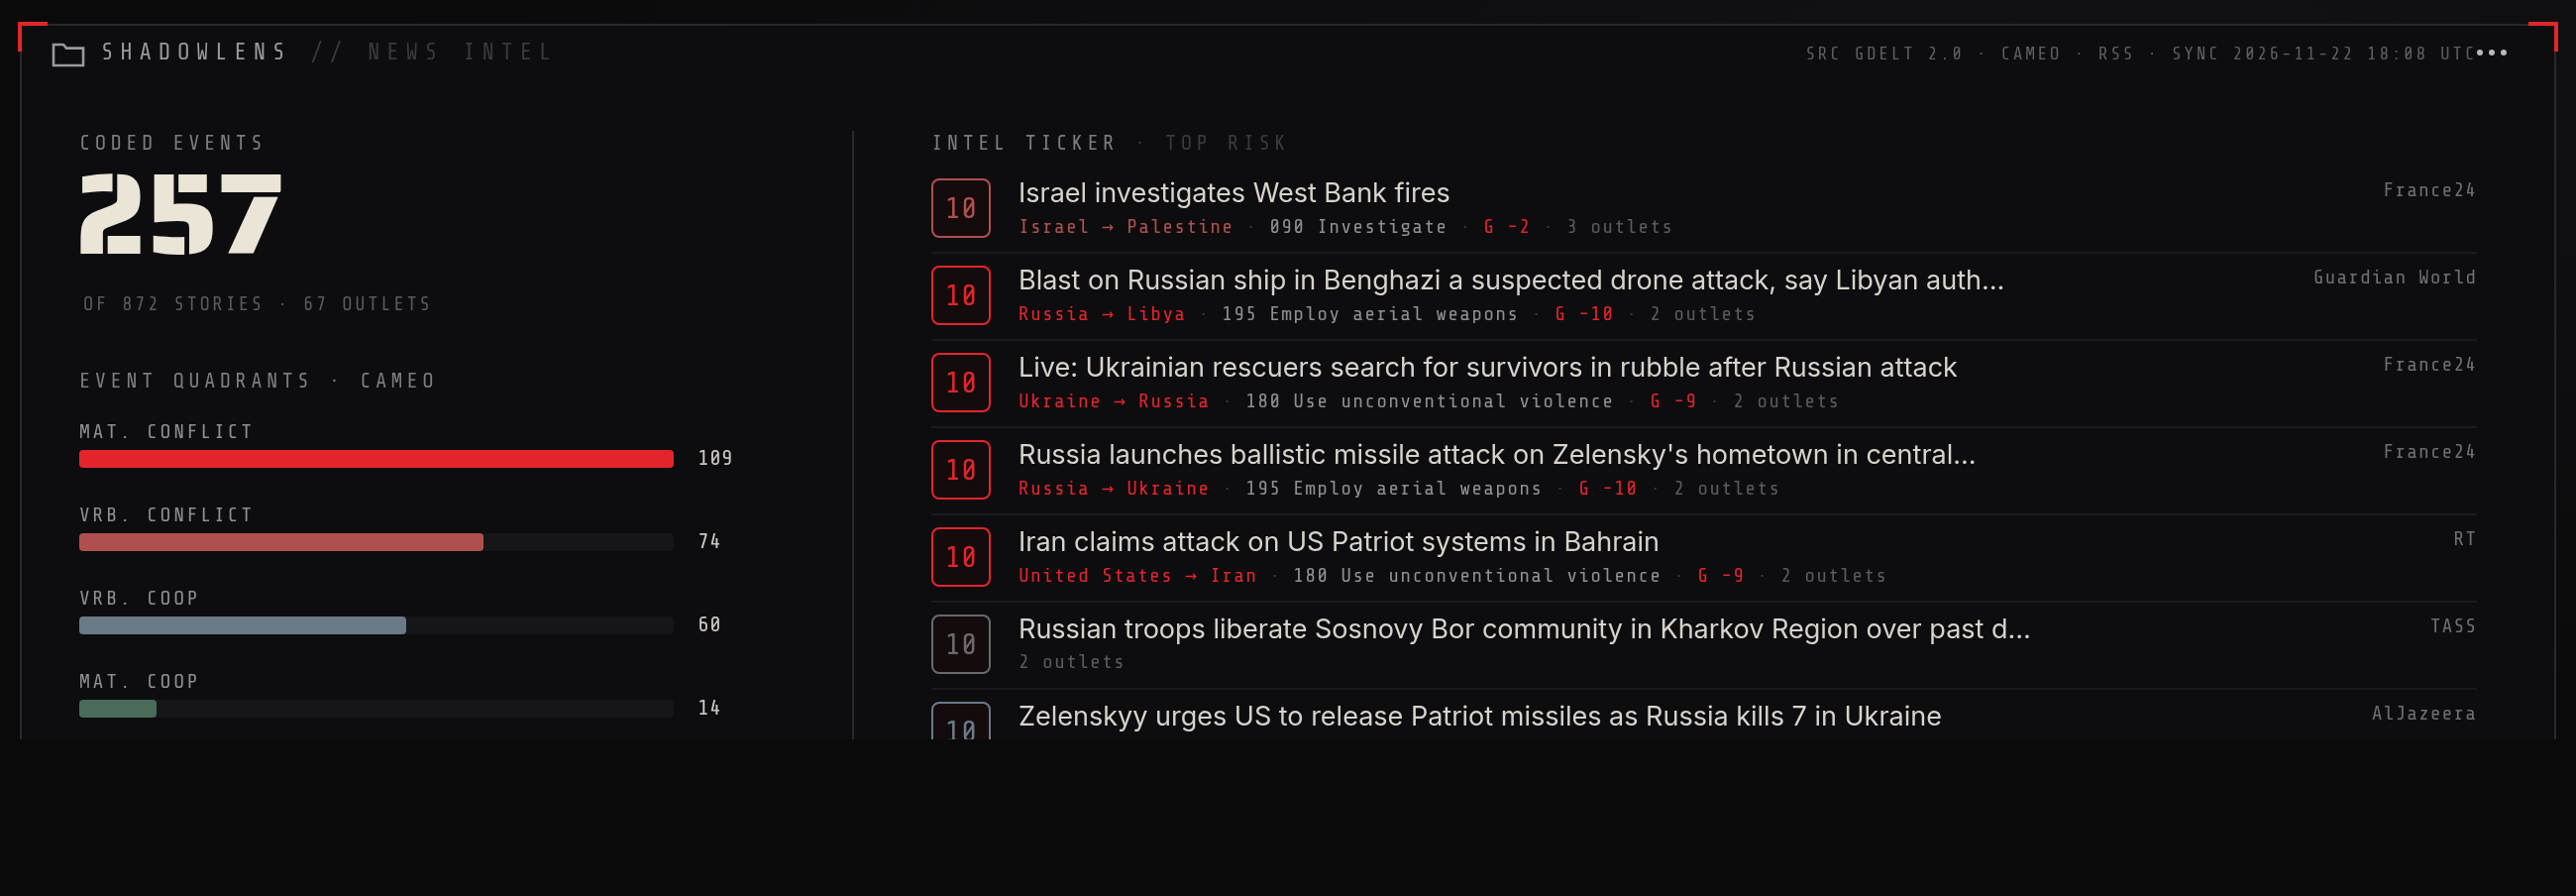 SHADOWLENS // NEWS INTEL
SRC GDELT 2.0 · CAMEO · RSS · SYNC 2026-11-22 18:08 UTC
CODED EVENTS
257
OF 872 STORIES · 67 OUTLETS
EVENT QUADRANTS · CAMEO
MAT. CONFLICT
109
VRB. CONFLICT
74
VRB. COOP
60
MAT. COOP
14
INTEL TICKER · TOP RISK
10 Israel investigates West Bank fires France24
Israel → Palestine · 090 Investigate · G -2 · 3 outlets
10 Blast on Russian ship in Benghazi a suspected drone attack, say Libyan auth... Guardian World
Russia → Libya · 195 Employ aerial weapons · G -10 · 2 outlets
10 Live: Ukrainian rescuers search for survivors in rubble after Russian attack France24
Ukraine → Russia · 180 Use unconventional violence · G -9 · 2 outlets
10 Russia launches ballistic missile attack on Zelensky's hometown in central... France24
Russia → Ukraine · 195 Employ aerial weapons · G -10 · 2 outlets
10 Iran claims attack on US Patriot systems in Bahrain RT
United States → Iran · 180 Use unconventional violence · G -9 · 2 outlets
10 Russian troops liberate Sosnovy Bor community in Kharkov Region over past d... TASS
2 outlets
10 Zelenskyy urges US to release Patriot missiles as Russia kills 7 in Ukraine AlJazeera